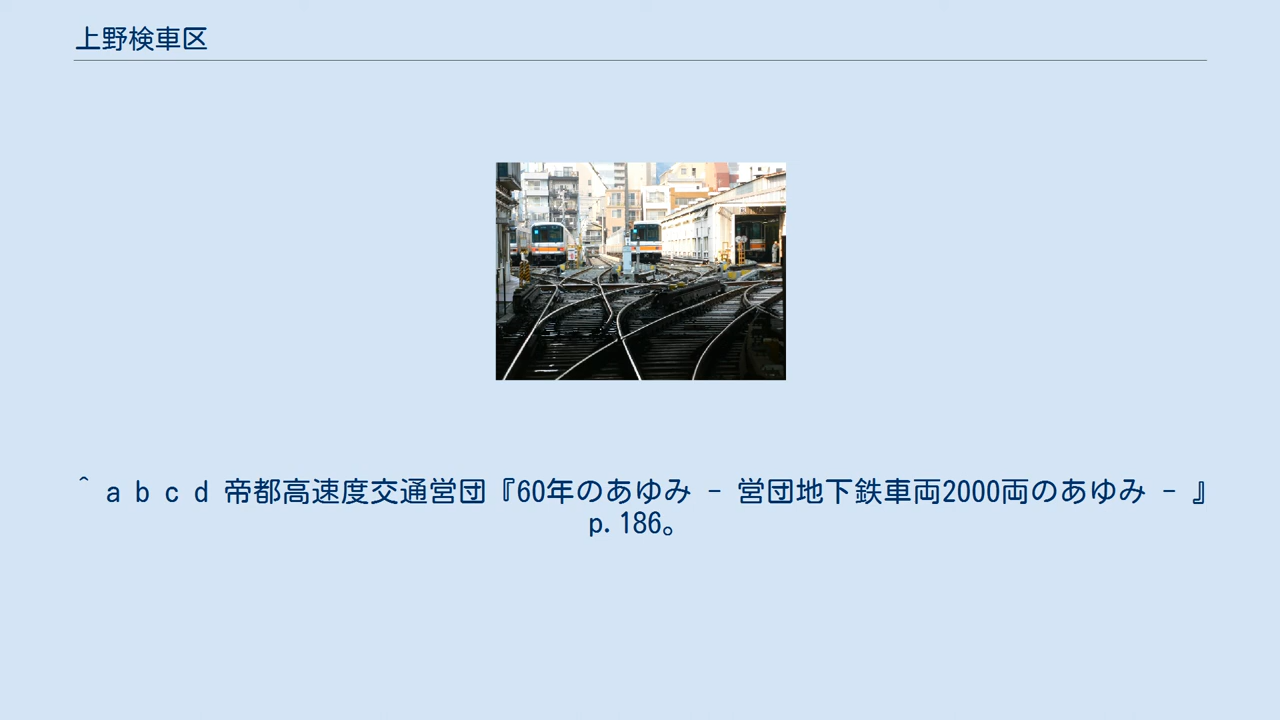 上野検車区
^ a b c d 帝都高速度交通営団『60年のあゆみ - 営団地下鉄車両2000両のあゆみ - 』
p.186。